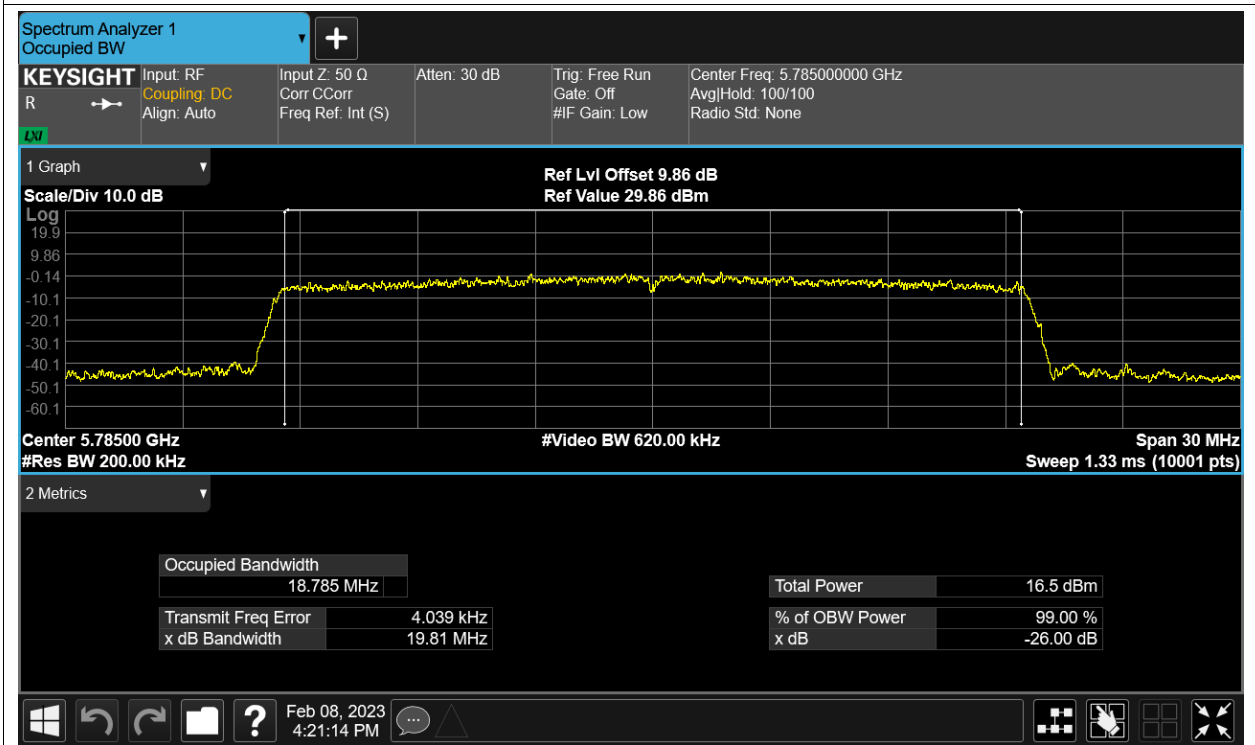 Spectrum Analyzer 1
Occupied BW
KEYSIGHT
R
LXI
Input: RF
Coupling: DC
Align: Auto
Input Z: 50 Ω
Corr CCorr
Freq Ref: Int (S)
Atten: 30 dB
Trig: Free Run
Gate: Off
#IF Gain: Low
Center Freq: 5.785000000 GHz
Avg|Hold: 100/100
Radio Std: None
1 Graph
Scale/Div 10.0 dB
Ref Lvl Offset 9.86 dB
Ref Value 29.86 dBm
Log
19.9
9.86
-0.14
-10.1
-20.1
-30.1
-40.1
-50.1
-60.1
Center 5.78500 GHz
#Res BW 200.00 kHz
#Video BW 620.00 kHz
Span 30 MHz
Sweep 1.33 ms (10001 pts)
2 Metrics
Occupied Bandwidth
18.785 MHz
Transmit Freq Error 4.039 kHz
x dB Bandwidth 19.81 MHz
Total Power 16.5 dBm
% of OBW Power 99.00 %
x dB -26.00 dB
?
Feb 08, 2023
4:21:14 PM